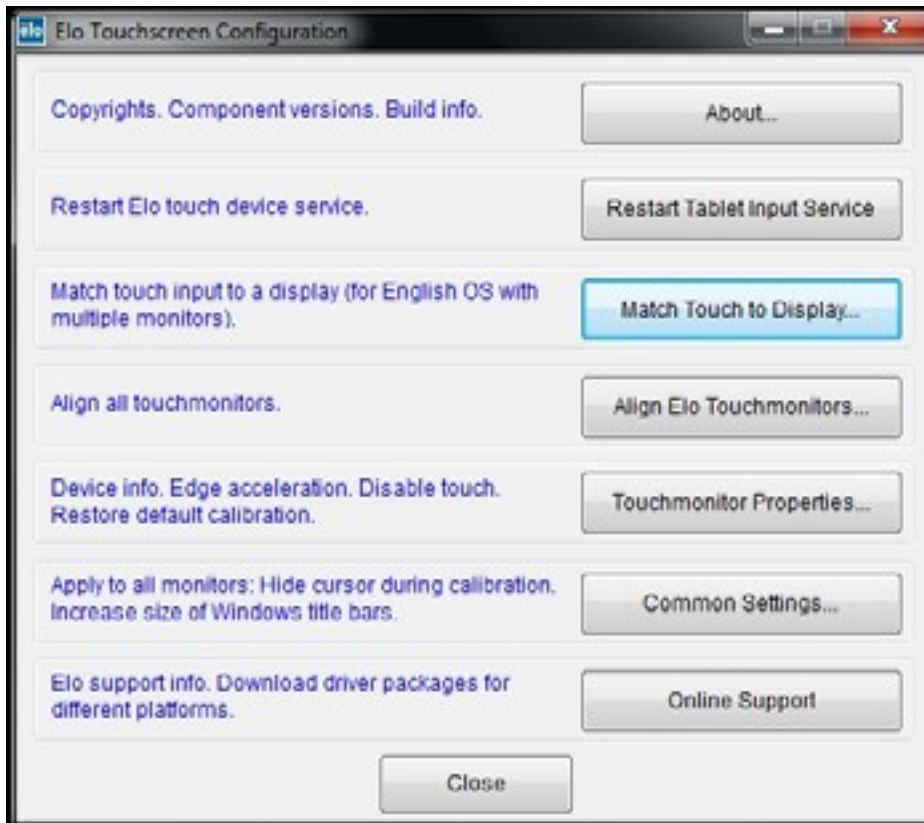 elo Elo Touchscreen Configuration
Copyrights. Component versions. Build info.
About...
Restart Elo touch device service.
Restart Tablet Input Service
Match touch input to a display (for English OS with
multiple monitors).
Match Touch to Display...
Align all touchmonitors.
Align Elo Touchmonitors...
Device info. Edge acceleration. Disable touch.
Restore default calibration.
Touchmonitor Properties...
Apply to all monitors: Hide cursor during calibration.
Increase size of Windows title bars.
Common Settings...
Elo support info. Download driver packages for
different platforms.
Online Support
Close